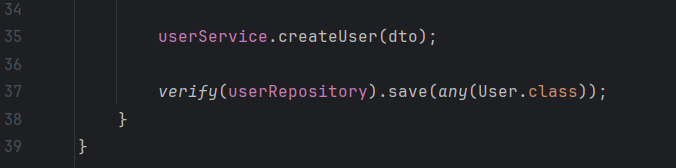 34
35 userService.createUser(dto);
36
37 verify(userRepository).save(any(User.class));
38 }
39 }